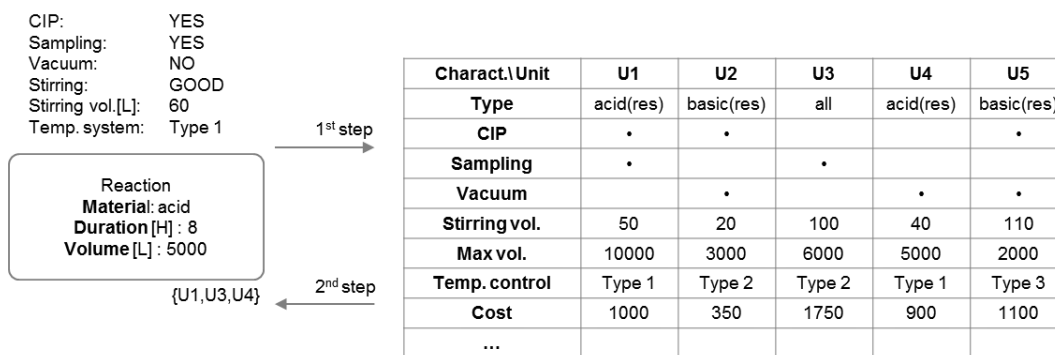 CIP: YES
Sampling: YES
Vacuum: NO
Stirring: GOOD
Stirring vol.[L]: 60
Temp. system: Type 1
1st step
Reaction
Material: acid
Duration [H] : 8
Volume [L] : 5000
{U1,U3,U4}
2nd step
Charact.\Unit U1 U2 U3 U4 U5
Type acid(res) basic(res) all acid(res) basic(res)
CIP • • •
Sampling • •
Vacuum • • •
Stirring vol. 50 20 100 40 110
Max vol. 10000 3000 6000 5000 2000
Temp. control Type 1 Type 2 Type 2 Type 1 Type 3
Cost 1000 350 1750 900 1100
...